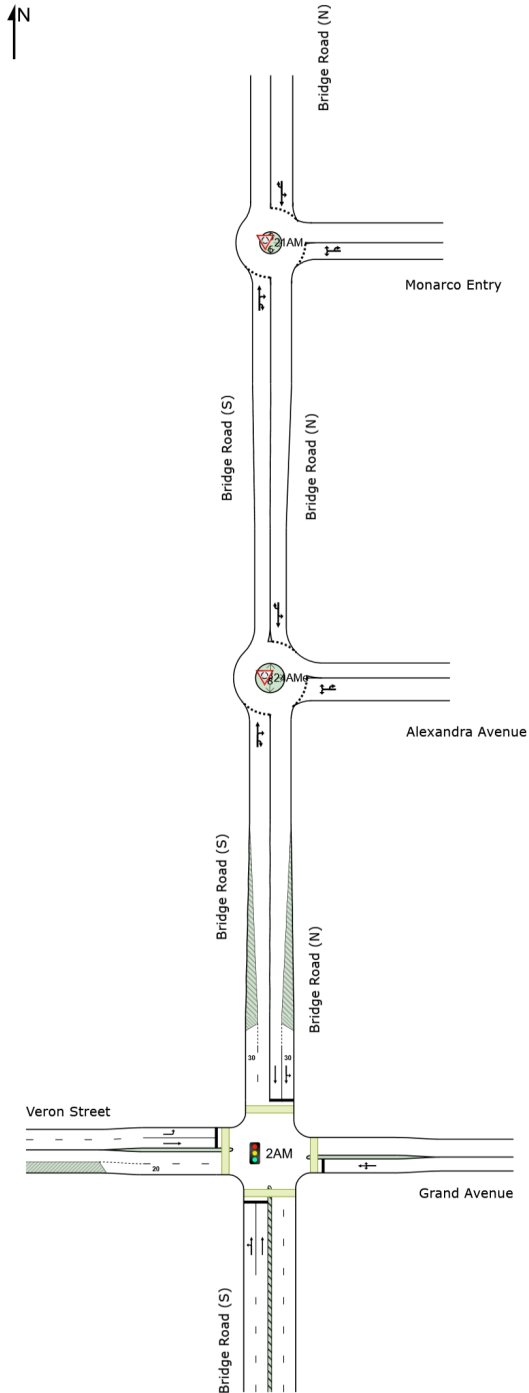 N
Bridge Road (N)
21AM
Monarco Entry
Bridge Road (S)
Bridge Road (N)
Alexandra Avenue
Bridge Road (S)
Bridge Road (N)
30
30
Veron Street
2AM
20
Grand Avenue
Bridge Road (S)